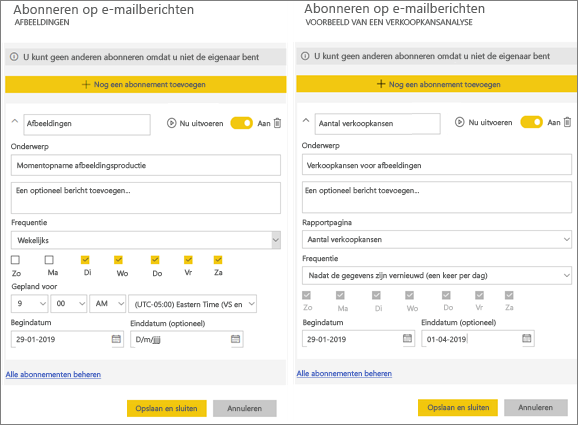 Abonneren op e-mailberichten
AFBEELDINGEN
U kunt geen anderen abonneren omdat u niet de eigenaar bent
Nog een abonnement toevoegen
Afbeeldingen
Nu uitvoeren
Aan
Onderwerp
Momentopname afbeeldingsproductie
Een optioneel bericht toevoegen...
Frequentie
Wekelijks
Zo Ma Di Wo Do Vr Za
Gepland voor
9 00 AM (UTC-05:00) Eastern Time (VS en
Begindatum Einddatum (optioneel)
29-01-2019 D/m/jjjj
Alle abonnementen beheren
Opslaan en sluiten Annuleren
Abonneren op e-mailberichten
VOORBEELD VAN EEN VERKOOPKANSANALYSE
U kunt geen anderen abonneren omdat u niet de eigenaar bent
Nog een abonnement toevoegen
Aantal verkoopkansen
Nu uitvoeren
Aan
Onderwerp
Verkoopkansen voor afbeeldingen
Een optioneel bericht toevoegen...
Rapportpagina
Aantal verkoopkansen
Frequentie
Nadat de gegevens zijn vernieuwd (een keer per dag)
Zo Ma Di Wo Do Vr Za
Begindatum Einddatum (optioneel)
29-01-2019 01-04-2019
Alle abonnementen beheren
Opslaan en sluiten Annuleren